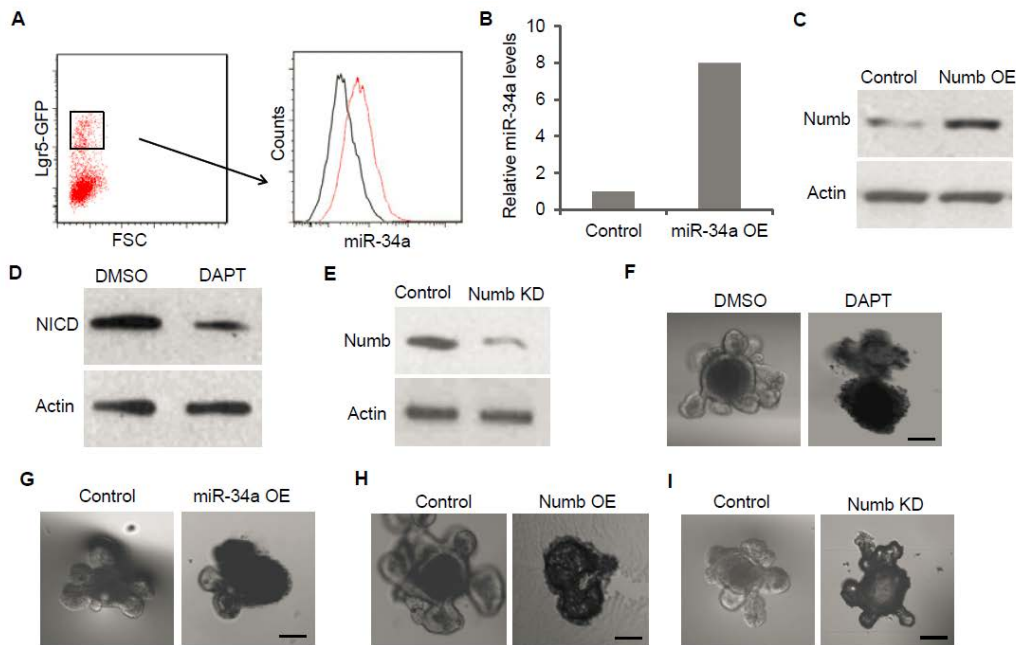 A
Lgr5-GFP
FSC
Counts
miR-34a
B
Relative miR-34a levels
10
8
6
4
2
0
Control miR-34a OE
C
Control Numb OE
Numb
Actin
D
DMSO DAPT
NICD
Actin
E
Control Numb KD
Numb
Actin
F
DMSO DAPT
G
Control miR-34a OE
H
Control Numb OE
I
Control Numb KD